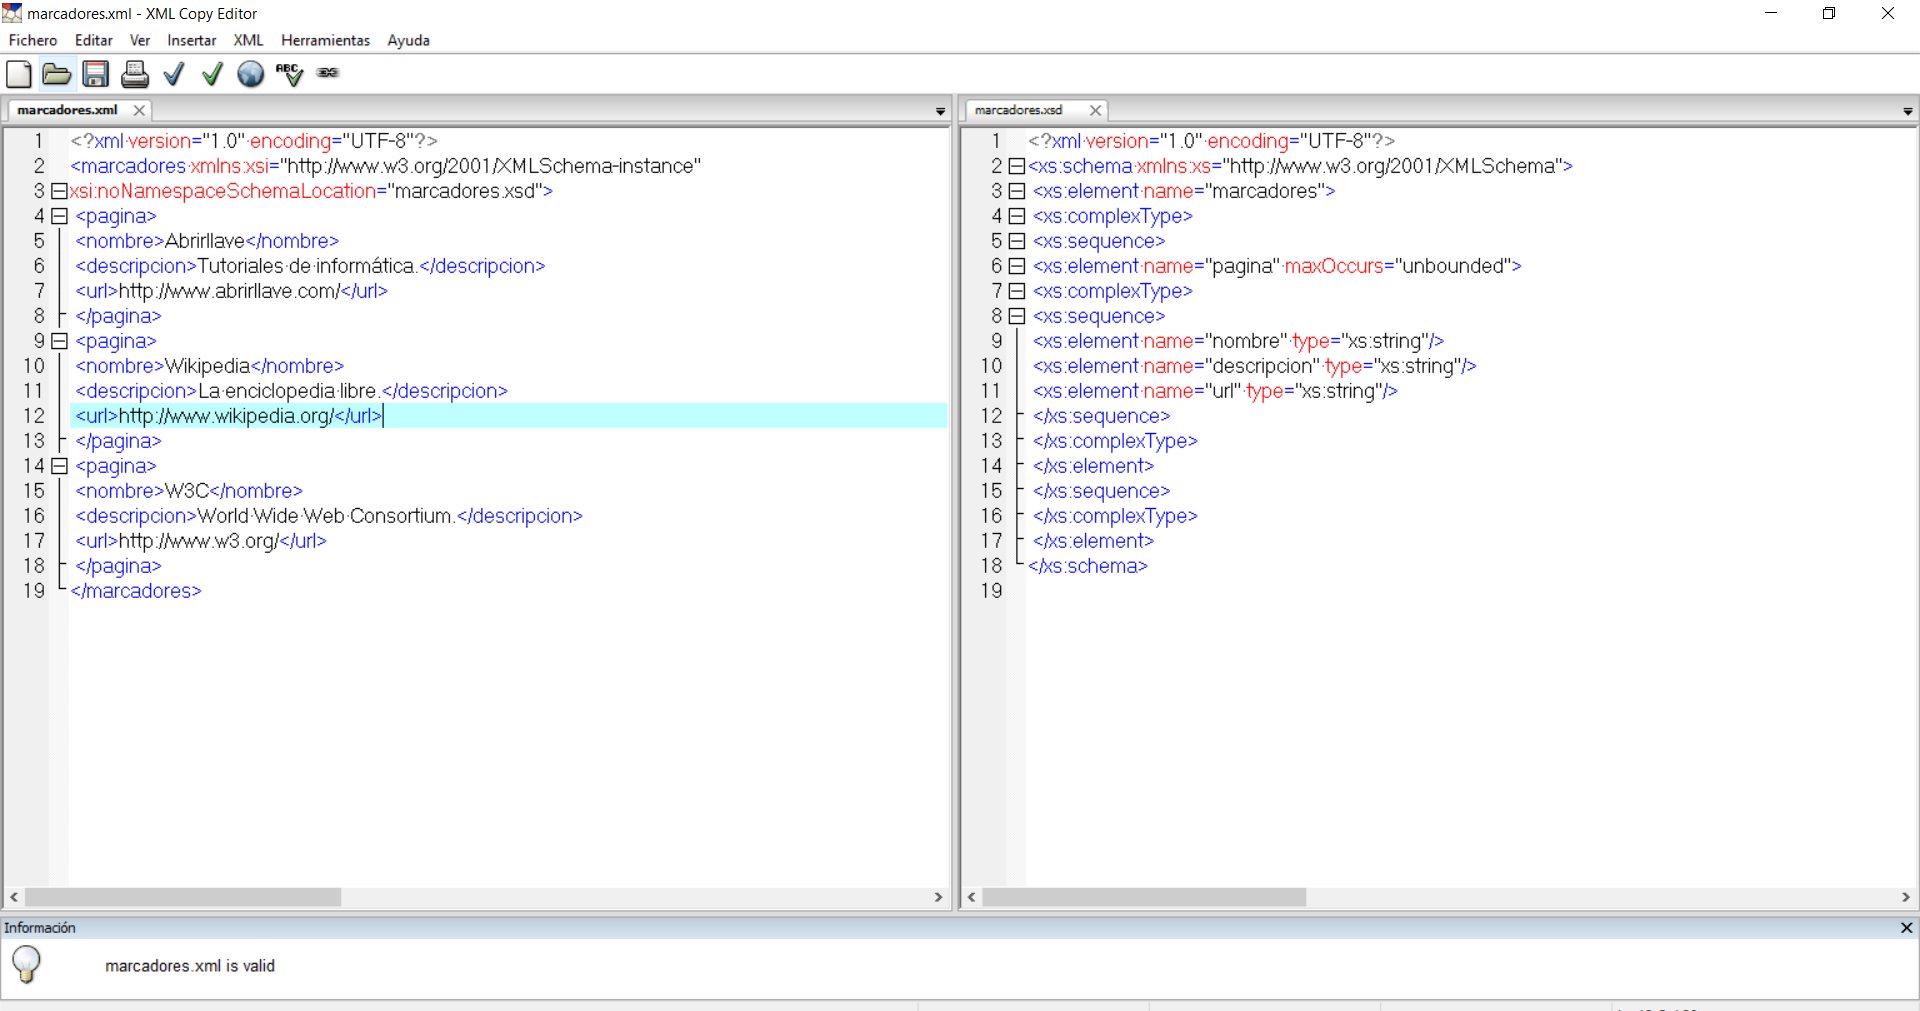 marcadores.xml - XML Copy Editor
Fichero Editar Ver Insertar XML Herramientas Ayuda
ABC
marcadores.xml
1 <?xml version="1.0" encoding="UTF-8"?>
2 <marcadores xmlns:xsi="http://www.w3.org/2001/XMLSchema-instance"
3 xsi:noNamespaceSchemaLocation="marcadores.xsd">
4 <pagina>
5 <nombre>Abrirllave</nombre>
6 <descripcion>Tutoriales de informática.</descripcion>
7 <url>http://www.abrirllave.com/</url>
8 </pagina>
9 <pagina>
10 <nombre>Wikipedia</nombre>
11 <descripcion>La enciclopedia libre.</descripcion>
12 <url>http://www.wikipedia.org/</url>
13 </pagina>
14 <pagina>
15 <nombre>W3C</nombre>
16 <descripcion>World Wide Web Consortium.</descripcion>
17 <url>http://www.w3.org/</url>
18 </pagina>
19 </marcadores>
marcadores.xsd
1 <?xml version="1.0" encoding="UTF-8"?>
2 <xs:schema xmlns:xs="http://www.w3.org/2001/XMLSchema">
3 <xs:element name="marcadores">
4 <xs:complexType>
5 <xs:sequence>
6 <xs:element name="pagina" maxOccurs="unbounded">
7 <xs:complexType>
8 <xs:sequence>
9 <xs:element name="nombre" type="xs:string"/>
10 <xs:element name="descripcion" type="xs:string"/>
11 <xs:element name="url" type="xs:string"/>
12 </xs:sequence>
13 </xs:complexType>
14 </xs:element>
15 </xs:sequence>
16 </xs:complexType>
17 </xs:element>
18 </xs:schema>
19
Información
marcadores.xml is valid